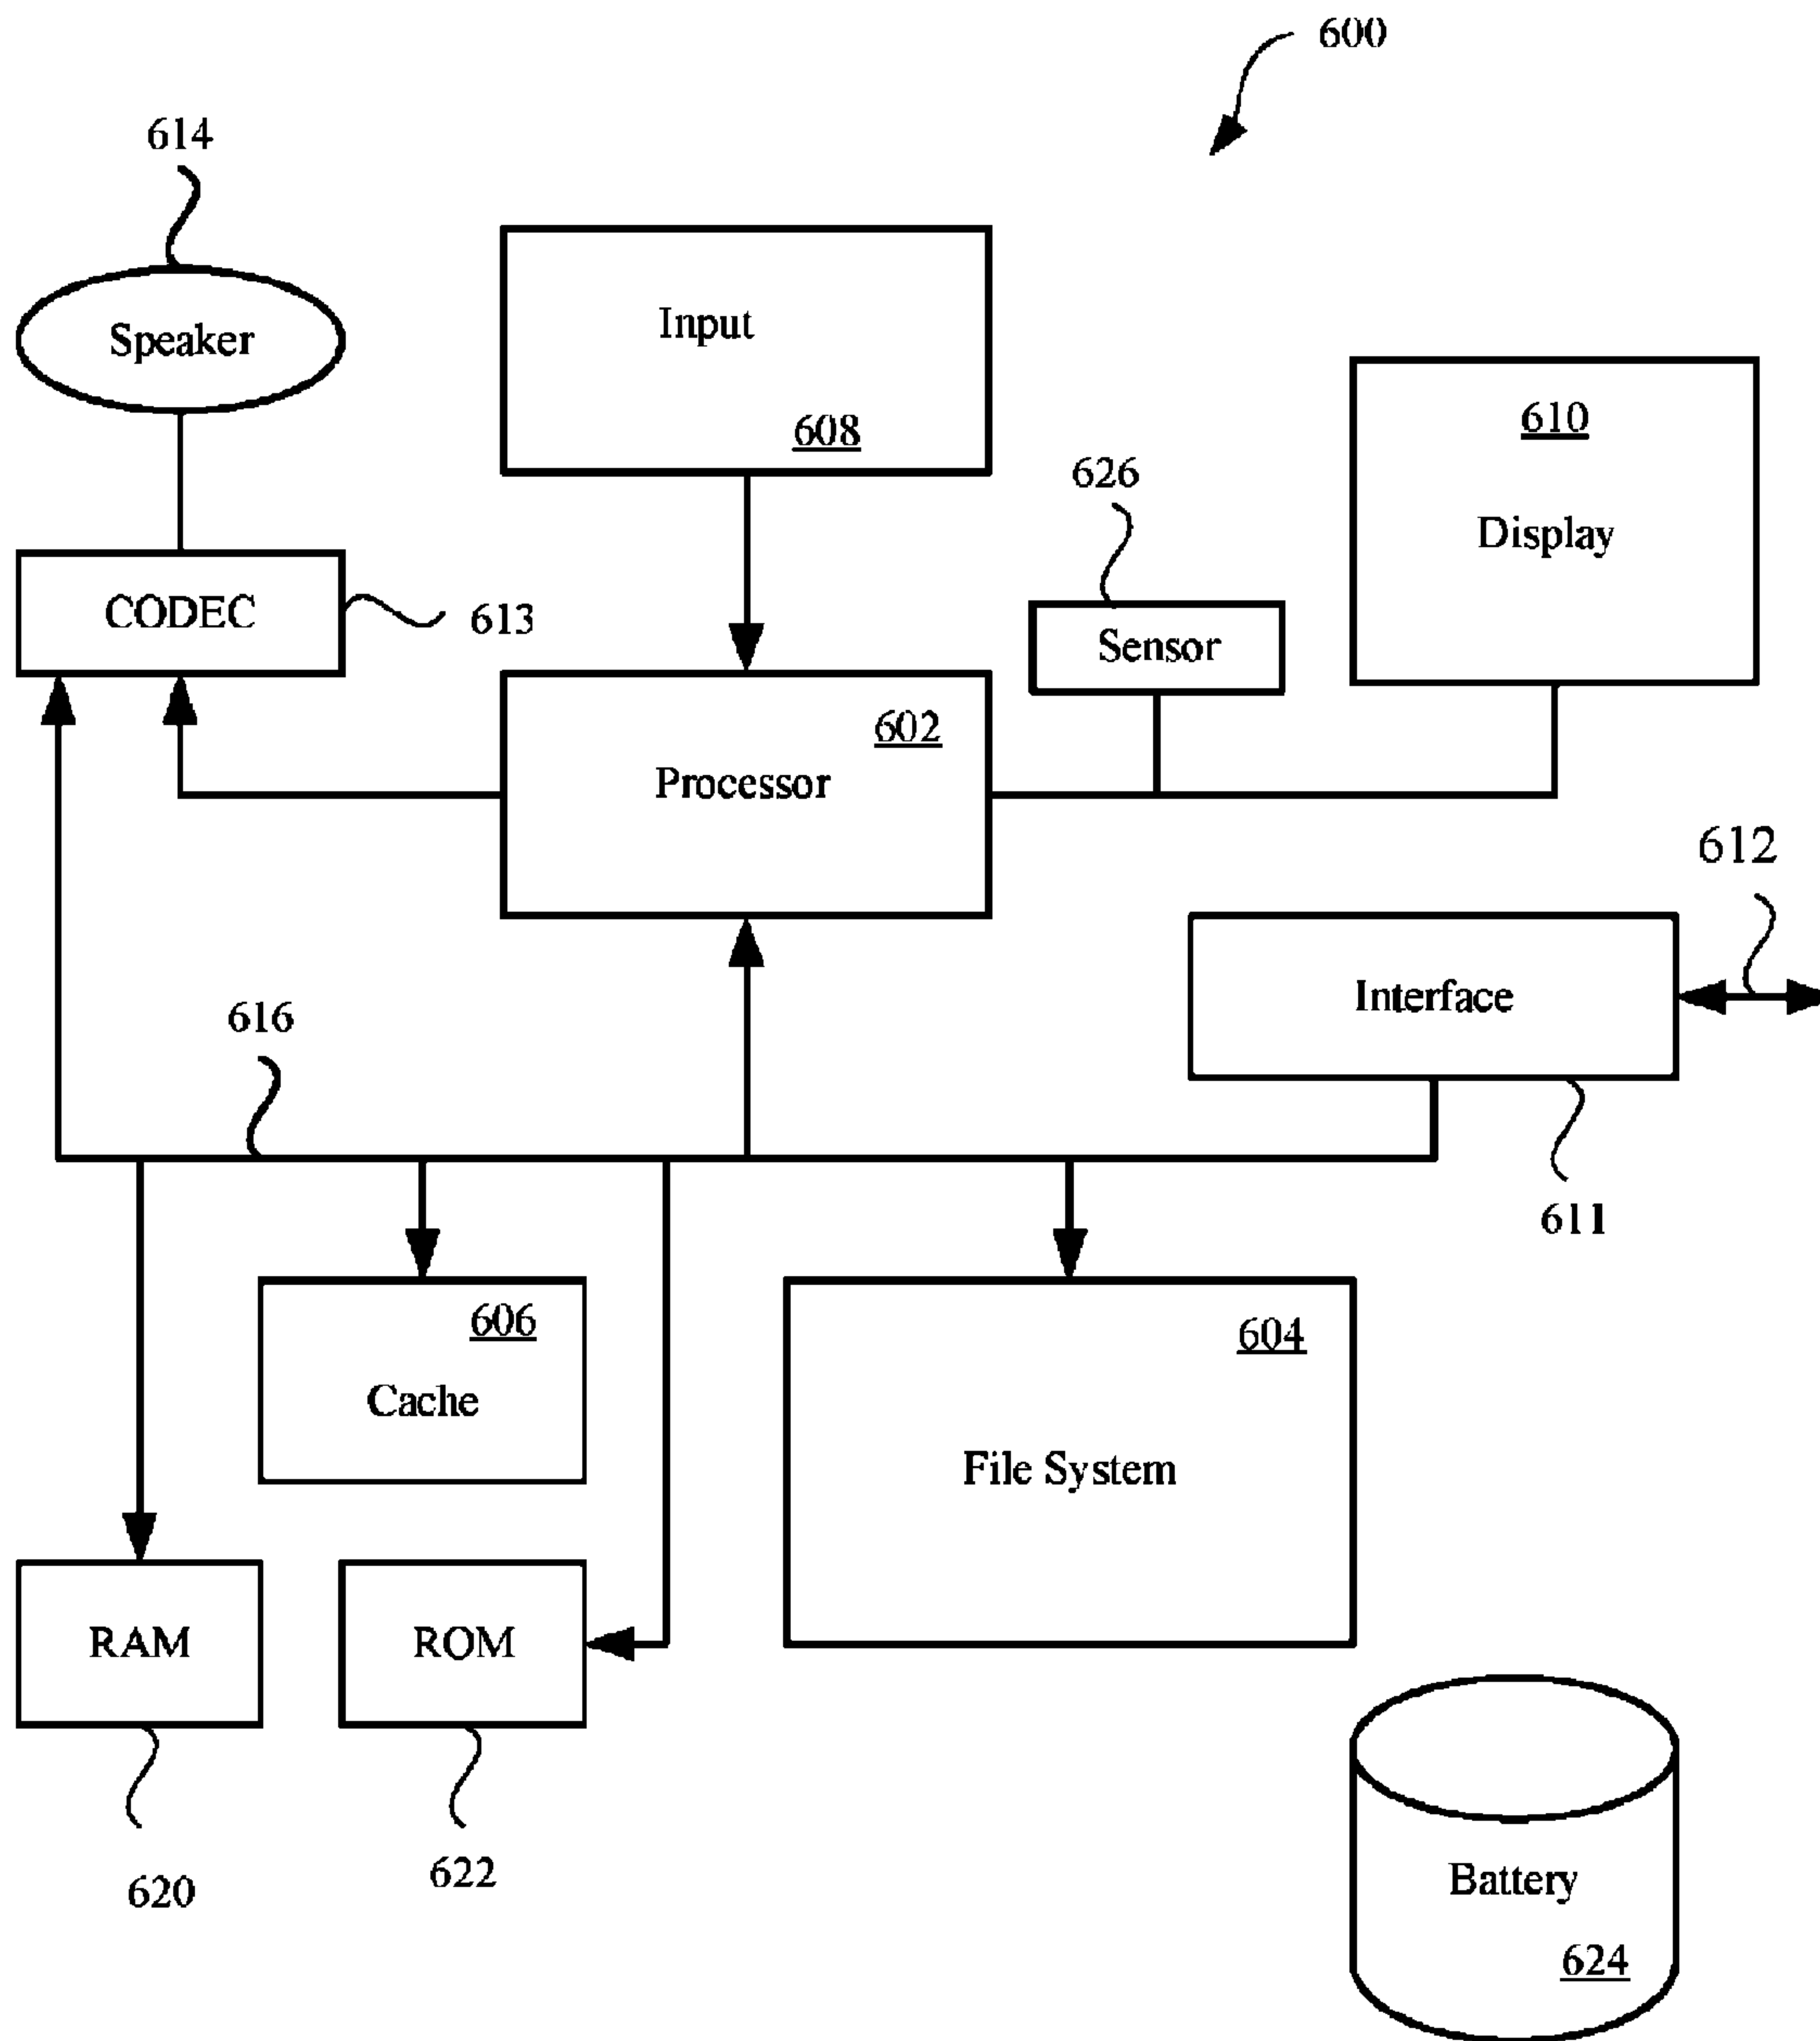 600
614
Speaker
Input
608
610
Display
626
Sensor
CODEC
613
602
Processor
612
Interface
616
611
606
Cache
604
File System
RAM
ROM
620
622
Battery
624